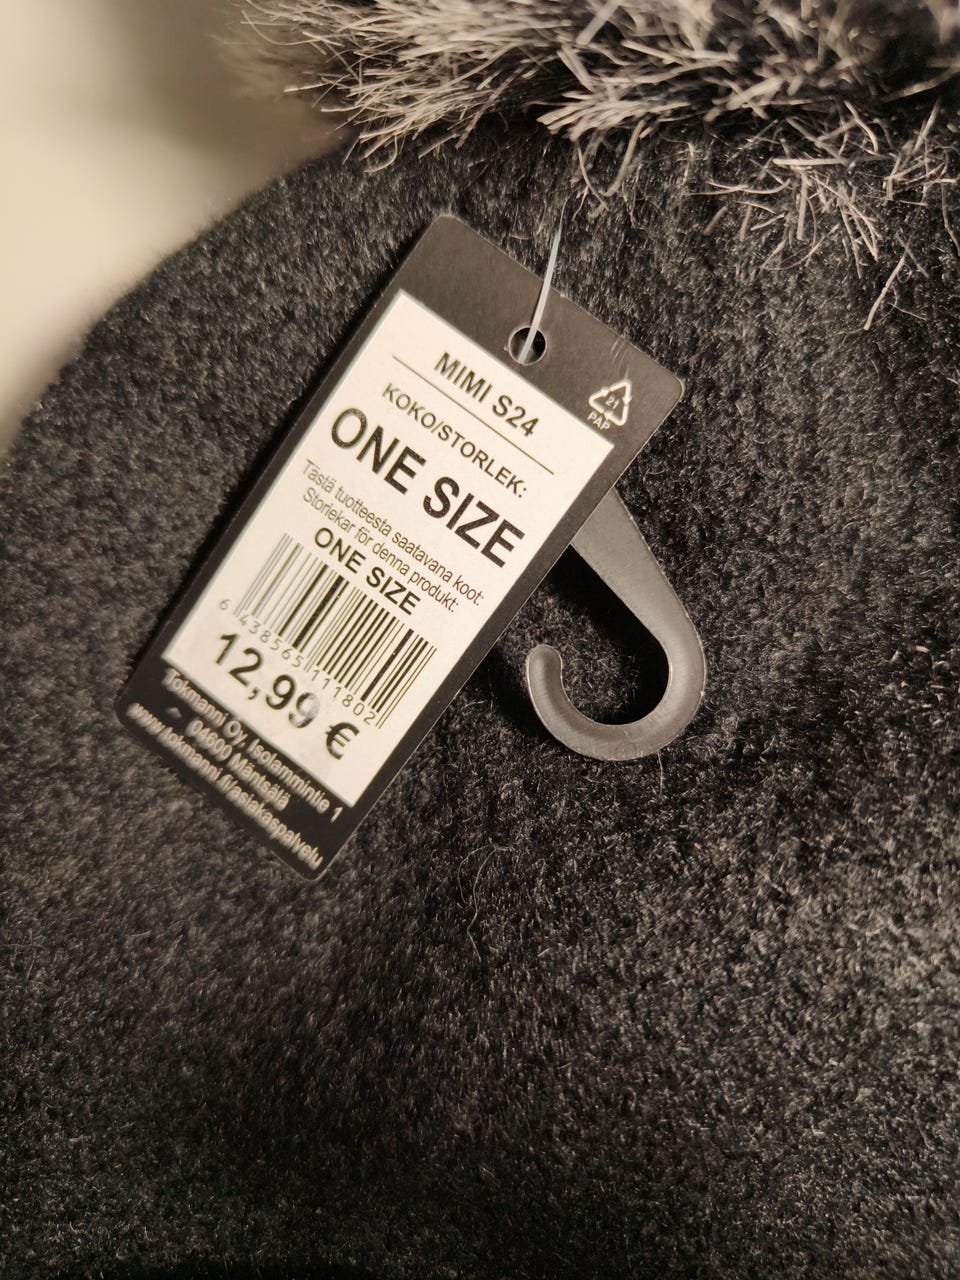 21
PAP
MIMI S24
KOKO/STORLEK:
ONE SIZE
Tästä tuotteesta saatavana koot:
Storlekar för denna produkt:
ONE SIZE
6 438565 111802
12,99 €
Tokmanni Oy, Isolammintie 1
04600 Mäntsälä
www.tokmanni.fi/asiakaspalvelu